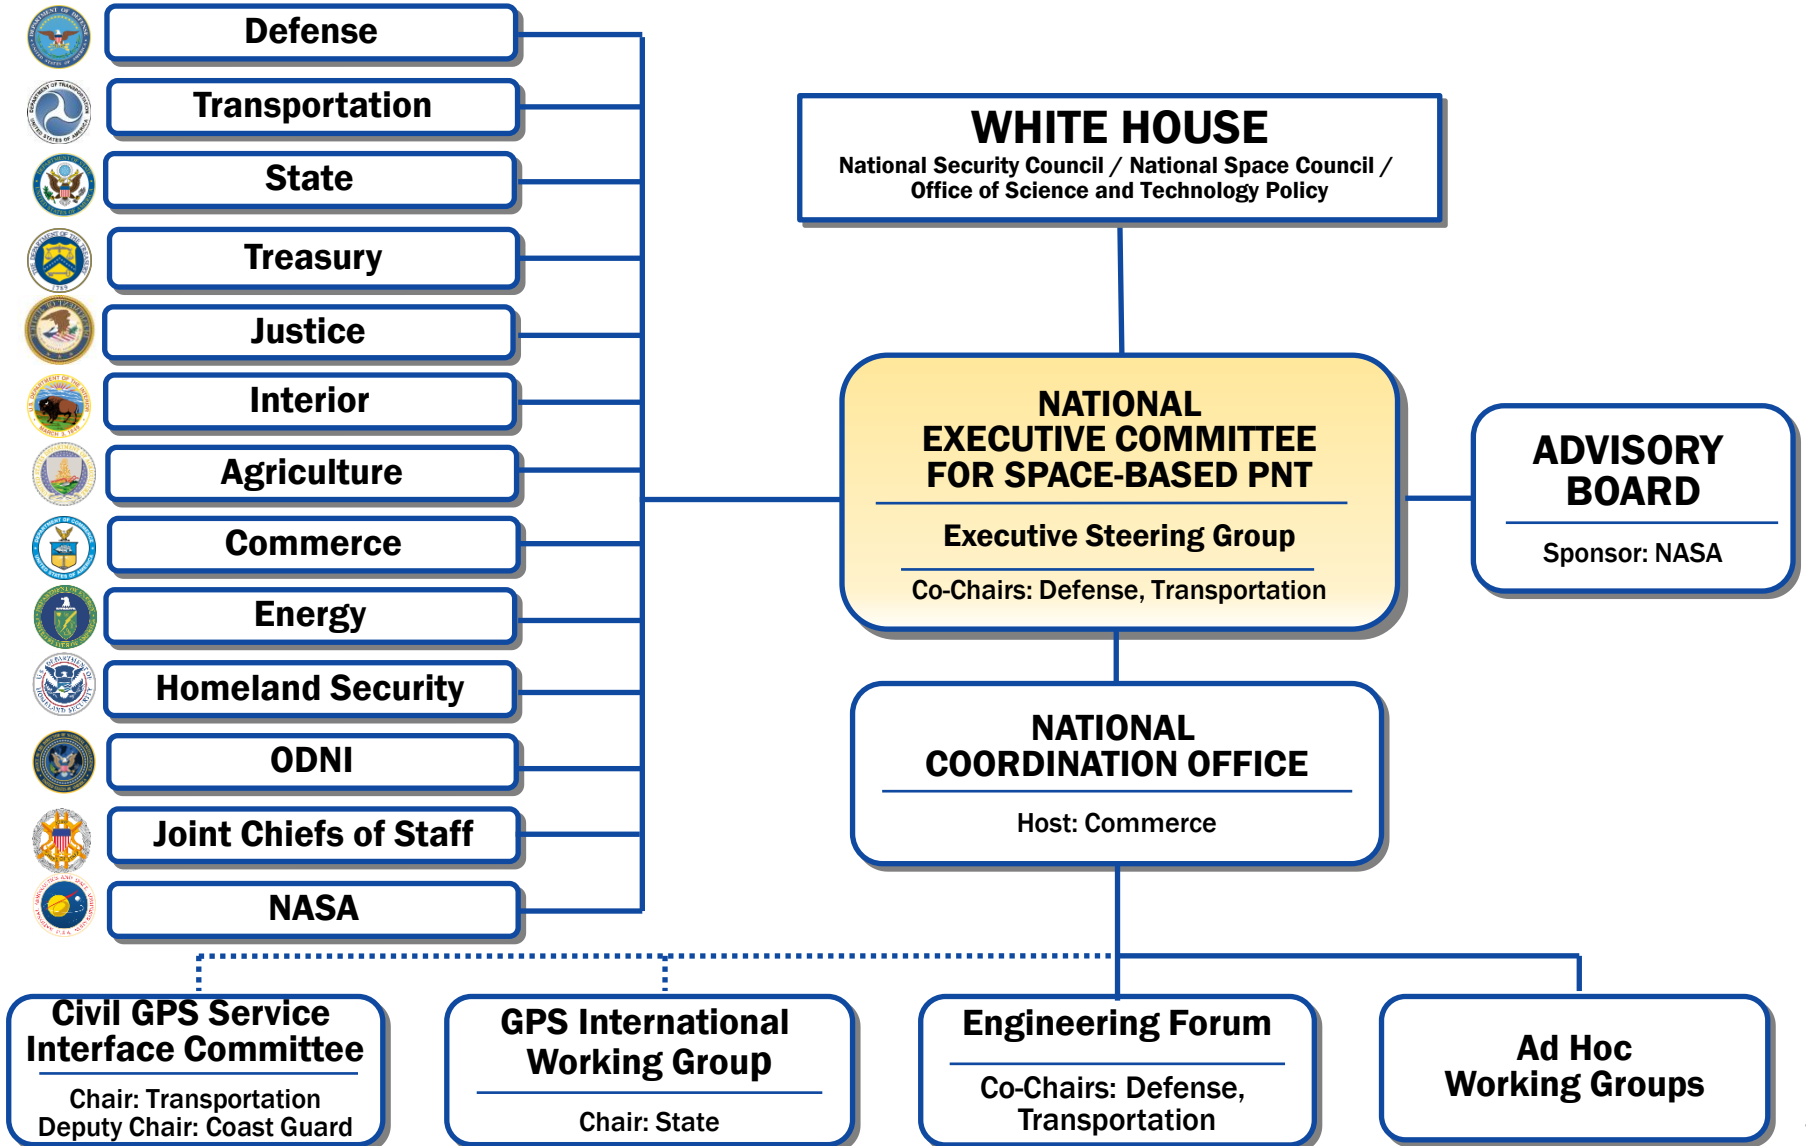 Defense
Transportation
State
Treasury
Justice
Interior
Agriculture
Commerce
Energy
Homeland Security
ODNI
Joint Chiefs of Staff
NASA
WHITE HOUSE
National Security Council / National Space Council /
Office of Science and Technology Policy
NATIONAL
EXECUTIVE COMMITTEE
FOR SPACE-BASED PNT
Executive Steering Group
Co-Chairs: Defense, Transportation
ADVISORY
BOARD
Sponsor: NASA
NATIONAL
COORDINATION OFFICE
Host: Commerce
Civil GPS Service
Interface Committee
Chair: Transportation
Deputy Chair: Coast Guard
GPS International
Working Group
Chair: State
Engineering Forum
Co-Chairs: Defense,
Transportation
Ad Hoc
Working Groups